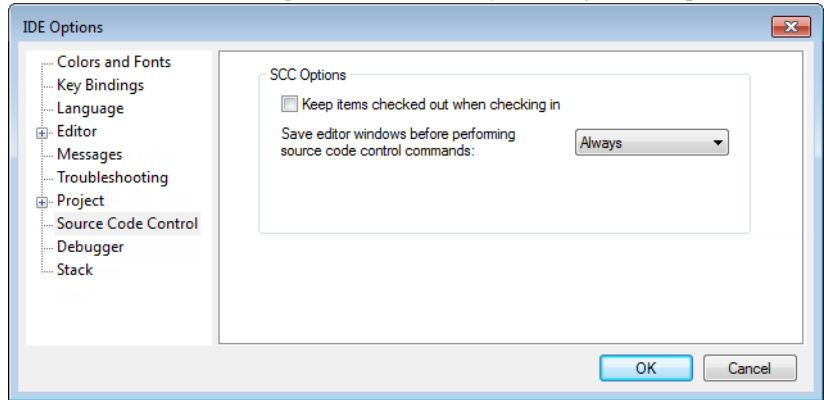 IDE Options
Colors and Fonts
Key Bindings
Language
Editor
Messages
Troubleshooting
Project
Source Code Control
Debugger
Stack
SCC Options
Keep items checked out when checking in
Save editor windows before performing
source code control commands:
Always
OK
Cancel